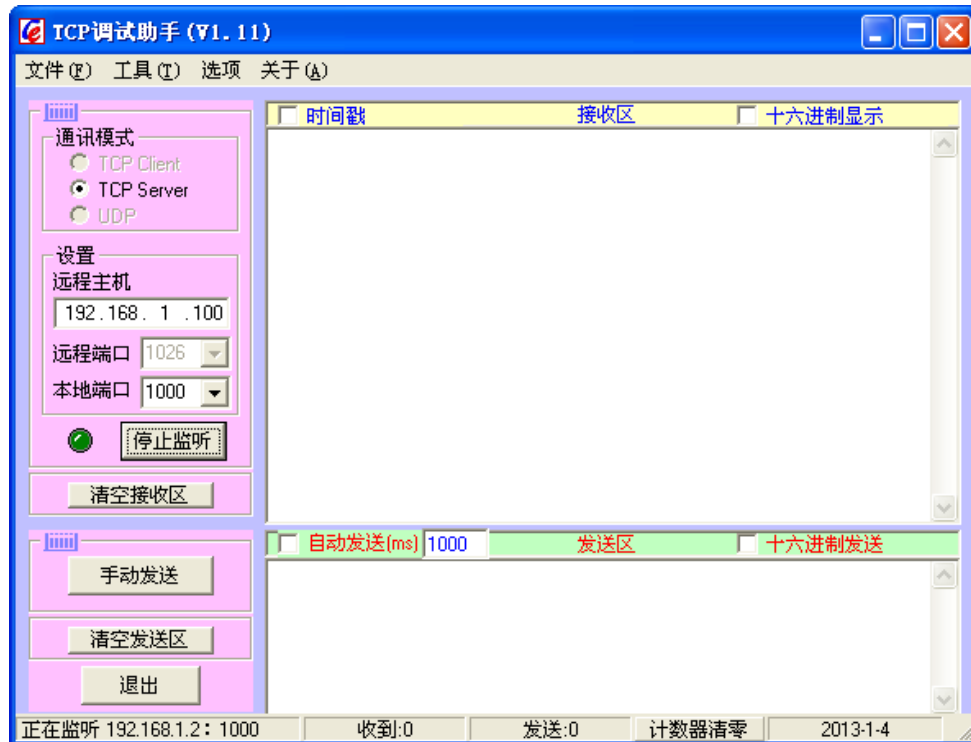 TCP调试助手(V1.11)
文件(F) 工具(T) 选项 关于(A)
通讯模式
TCP Client
TCP Server
UDP
设置
远程主机
192.168. 1 .100
远程端口 1026
本地端口 1000
停止监听
清空接收区
时间戳 接收区 十六进制显示
自动发送(ms) 1000 发送区 十六进制发送
手动发送
清空发送区
退出
正在监听 192.168.1.2: 1000 收到:0 发送:0 计数器清零 2013-1-4